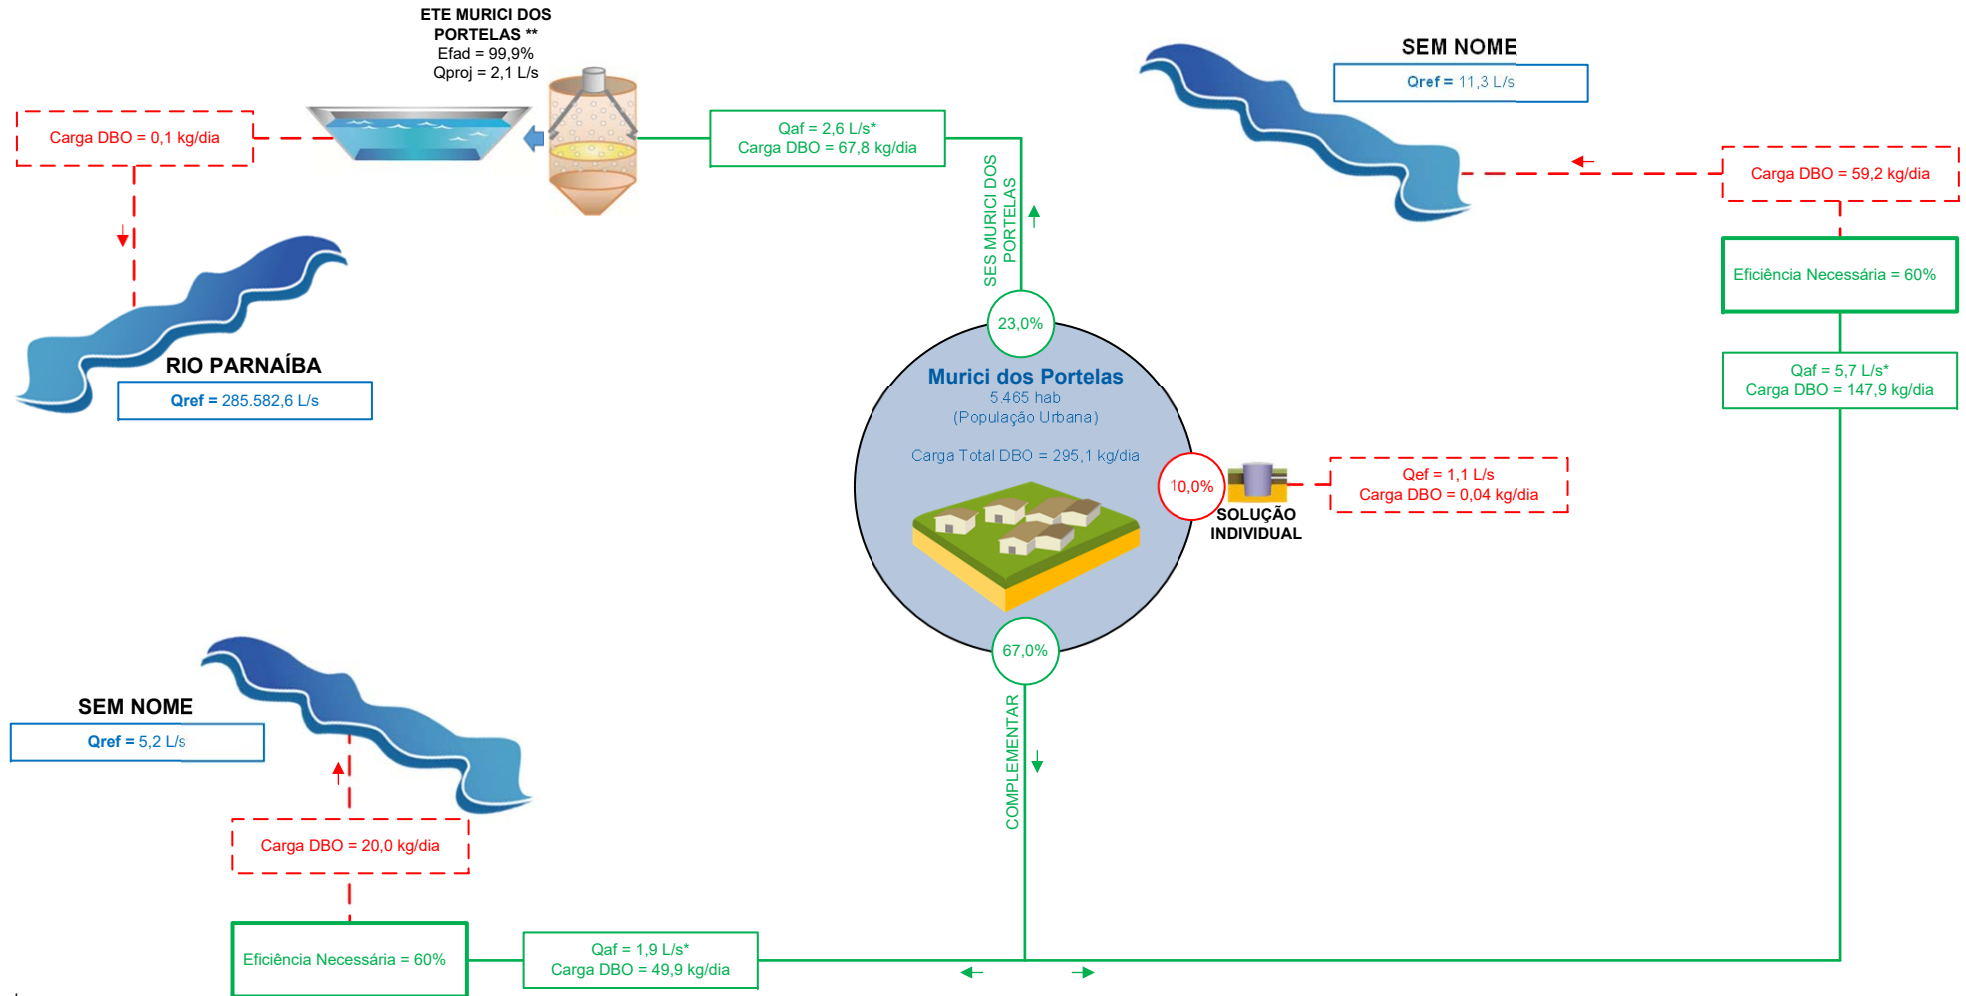 ETE MURICI DOS
PORTELAS **
Efad = 99,9%
Qproj = 2,1 L/s
Carga DBO = 0,1 kg/dia
Qaf = 2,6 L/s*
Carga DBO = 67,8 kg/dia
SES MURICI DOS
PORTELAS
SEM NOME
Qref = 11,3 L/s
Carga DBO = 59,2 kg/dia
Eficiência Necessária = 60%
Qaf = 5,7 L/s*
Carga DBO = 147,9 kg/dia
RIO PARNAÍBA
Qref = 285.582,6 L/s
23,0%
Murici dos Portelas
5.465 hab
(População Urbana)
Carga Total DBO = 295,1 kg/dia
10,0%
SOLUÇÃO
INDIVIDUAL
Qef = 1,1 L/s
Carga DBO = 0,04 kg/dia
67,0%
COMPLEMENTAR
SEM NOME
Qref = 5,2 L/s
Carga DBO = 20,0 kg/dia
Eficiência Necessária = 60%
Qaf = 1,9 L/s*
Carga DBO = 49,9 kg/dia